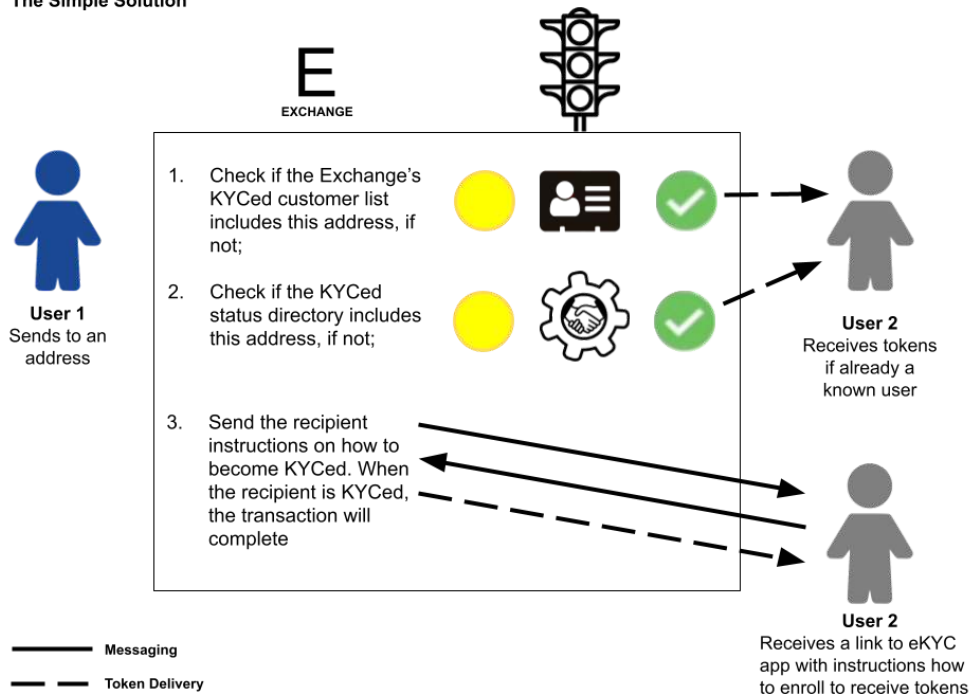 The Simple Solution
E
EXCHANGE
1. Check if the Exchange's
KYCed customer list
includes this address, if
not;
2. Check if the KYCed
status directory includes
this address, if not;
3. Send the recipient
instructions on how to
become KYCed. When
the recipient is KYCed,
the transaction will
complete
User 1
Sends to an
address
User 2
Receives tokens
if already a
known user
User 2
Receives a link to eKYC
app with instructions how
to enroll to receive tokens
Messaging
Token Delivery